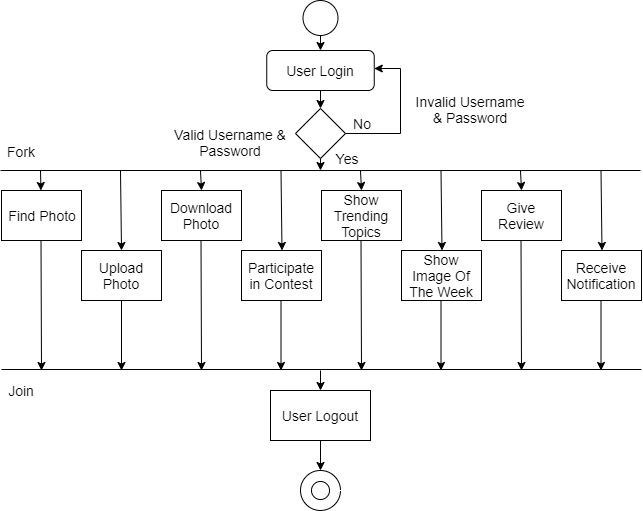 User Login
Invalid Username
& Password
No
Valid Username &
Password
Yes
Fork
Find Photo
Download
Photo
Show
Trending
Topics
Give
Review
Upload
Photo
Participate
in Contest
Show
Image Of
The Week
Receive
Notification
Join
User Logout